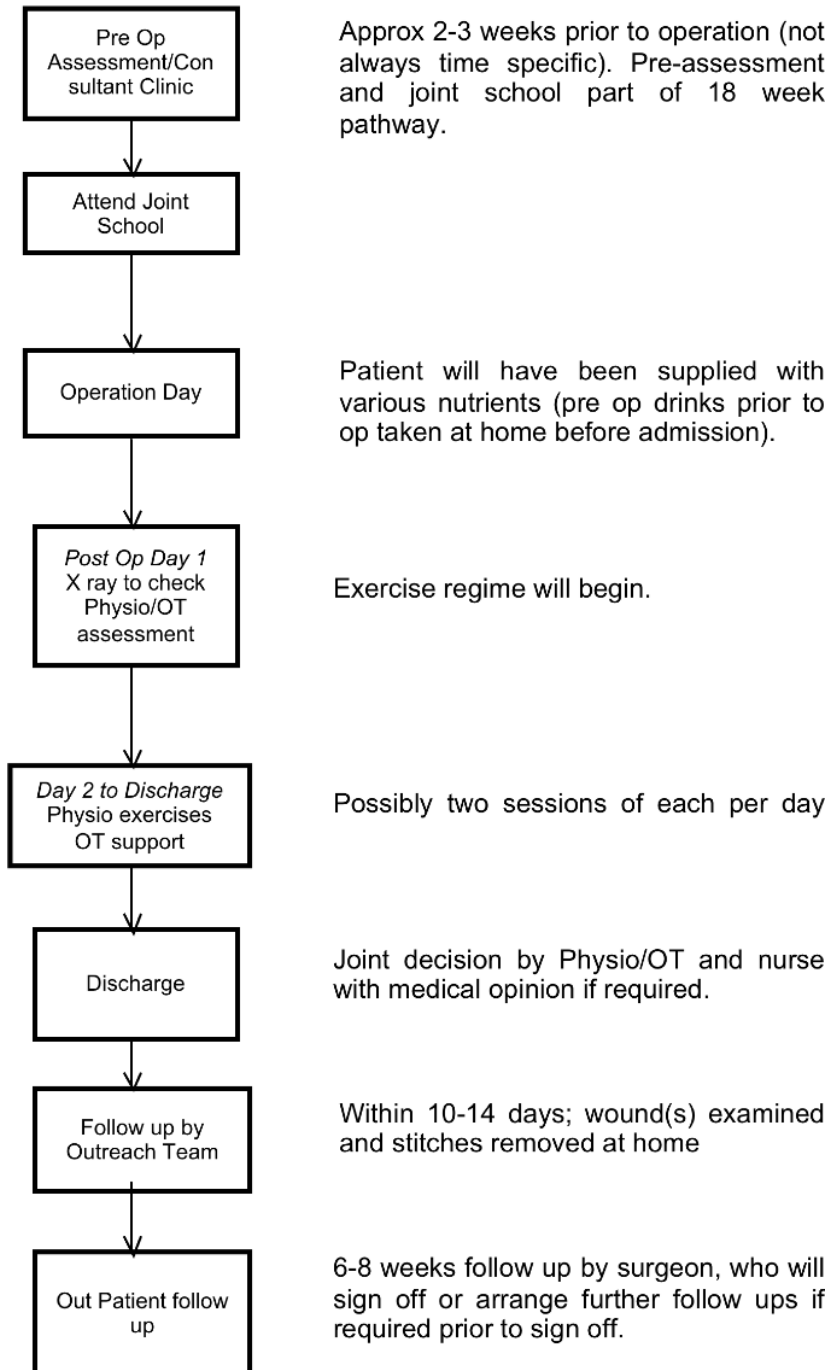 Pre Op
Assessment/Con
sultant Clinic
Approx 2-3 weeks prior to operation (not
always time specific). Pre-assessment
and joint school part of 18 week
pathway.
Attend Joint
School
Operation Day
Patient will have been supplied with
various nutrients (pre op drinks prior to
op taken at home before admission).
Post Op Day 1
X ray to check
Physio/OT
assessment
Exercise regime will begin.
Day 2 to Discharge
Physio exercises
OT support
Possibly two sessions of each per day
Discharge
Joint decision by Physio/OT and nurse
with medical opinion if required.
Follow up by
Outreach Team
Within 10-14 days; wound(s) examined
and stitches removed at home
Out Patient follow
up
6-8 weeks follow up by surgeon, who will
sign off or arrange further follow ups if
required prior to sign off.